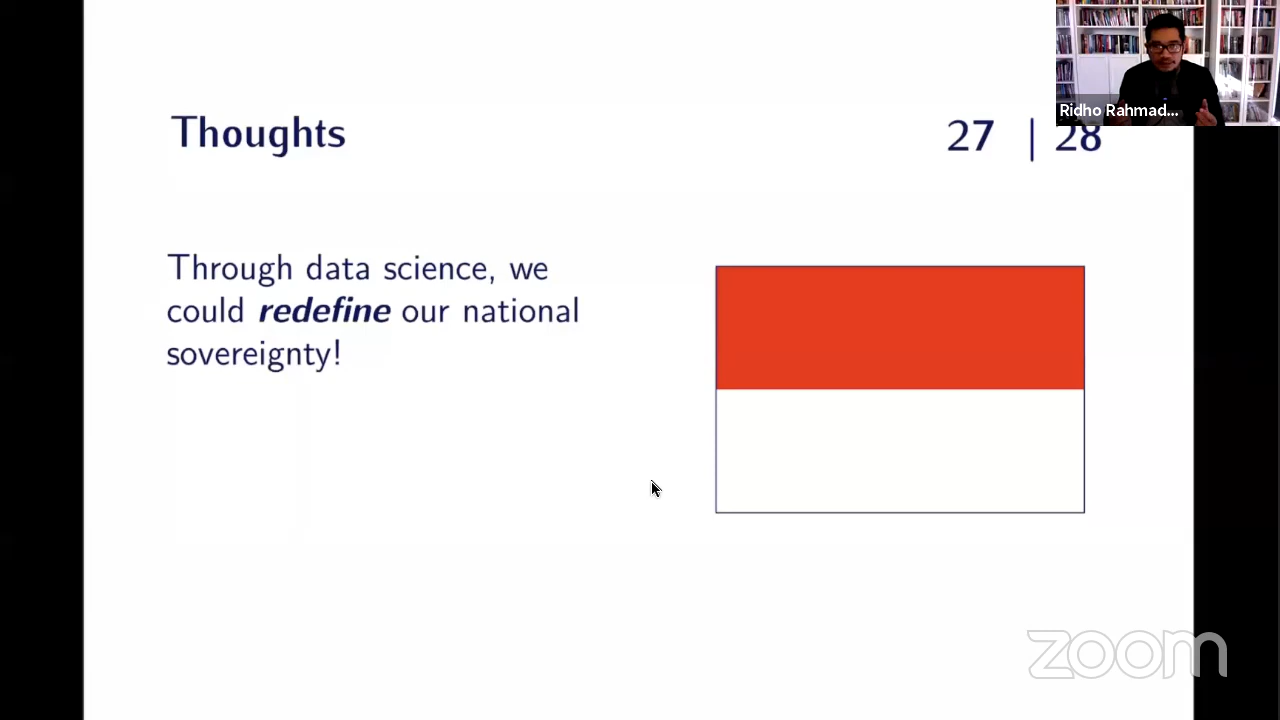 Ridho Rahmad...
Thoughts
27 | 28
Through data science, we
could redefine our national
sovereignty!
zoom